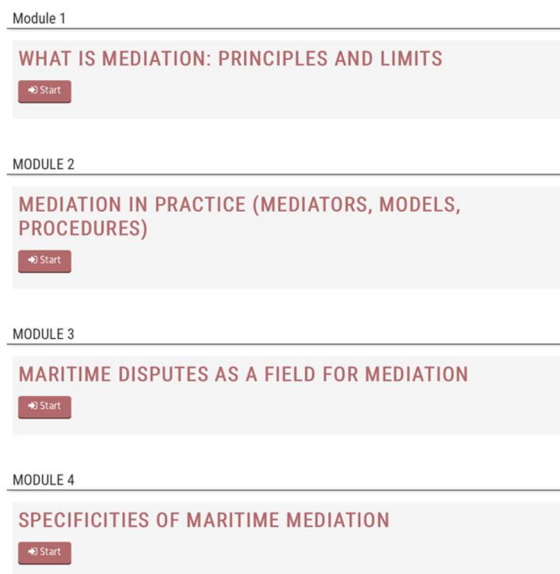 Module 1
WHAT IS MEDIATION: PRINCIPLES AND LIMITS
Start
MODULE 2
MEDIATION IN PRACTICE (MEDIATORS, MODELS,
PROCEDURES)
Start
MODULE 3
MARITIME DISPUTES AS A FIELD FOR MEDIATION
Start
MODULE 4
SPECIFICITIES OF MARITIME MEDIATION
Start